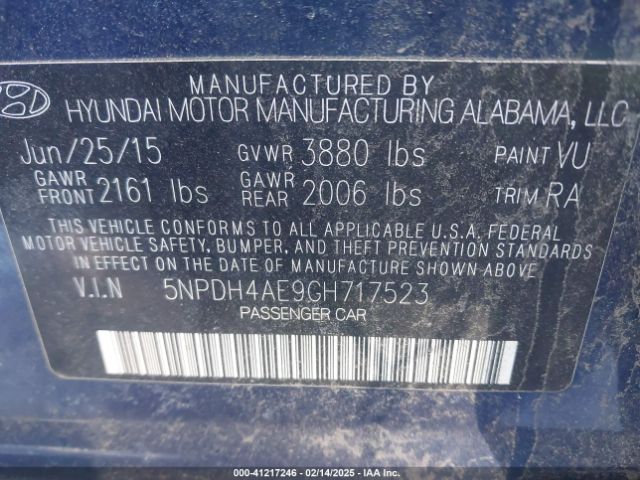 MANUFACTURED BY
HYUNDAI MOTOR MANUFACTURING ALABAMA, LLC
Jun/25/15 GVWR 3880 lbs PAINT VU
GAWR FRONT 2161 lbs GAWR REAR 2006 lbs TRIM RA
THIS VEHICLE CONFORMS TO ALL APPLICABLE U.S.A. FEDERAL
MOTOR VEHICLE SAFETY, BUMPER, AND THEFT PREVENTION STANDARDS
IN EFFECT ON THE DATE OF MANUFACTURE SHOWN ABOVE.
V.I.N 5NPDH4AE9GH717523
PASSENGER CAR
000-41217246 - 02/14/2025 - IAA Inc.